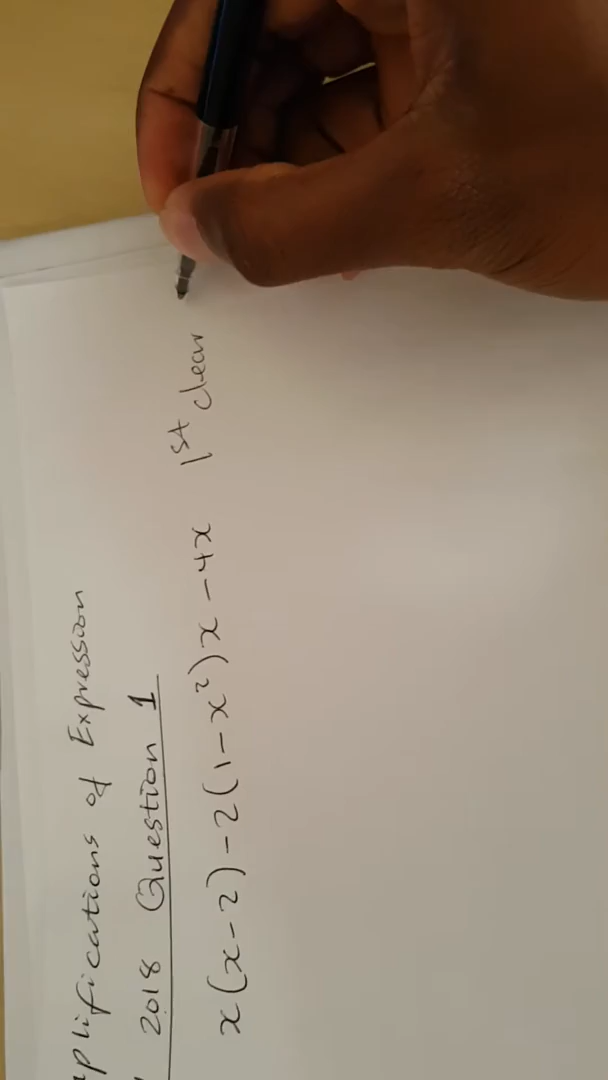 plifications of Expression
2018 Question 1
x(x-2)-2(1-x²)x-4x 1st clear